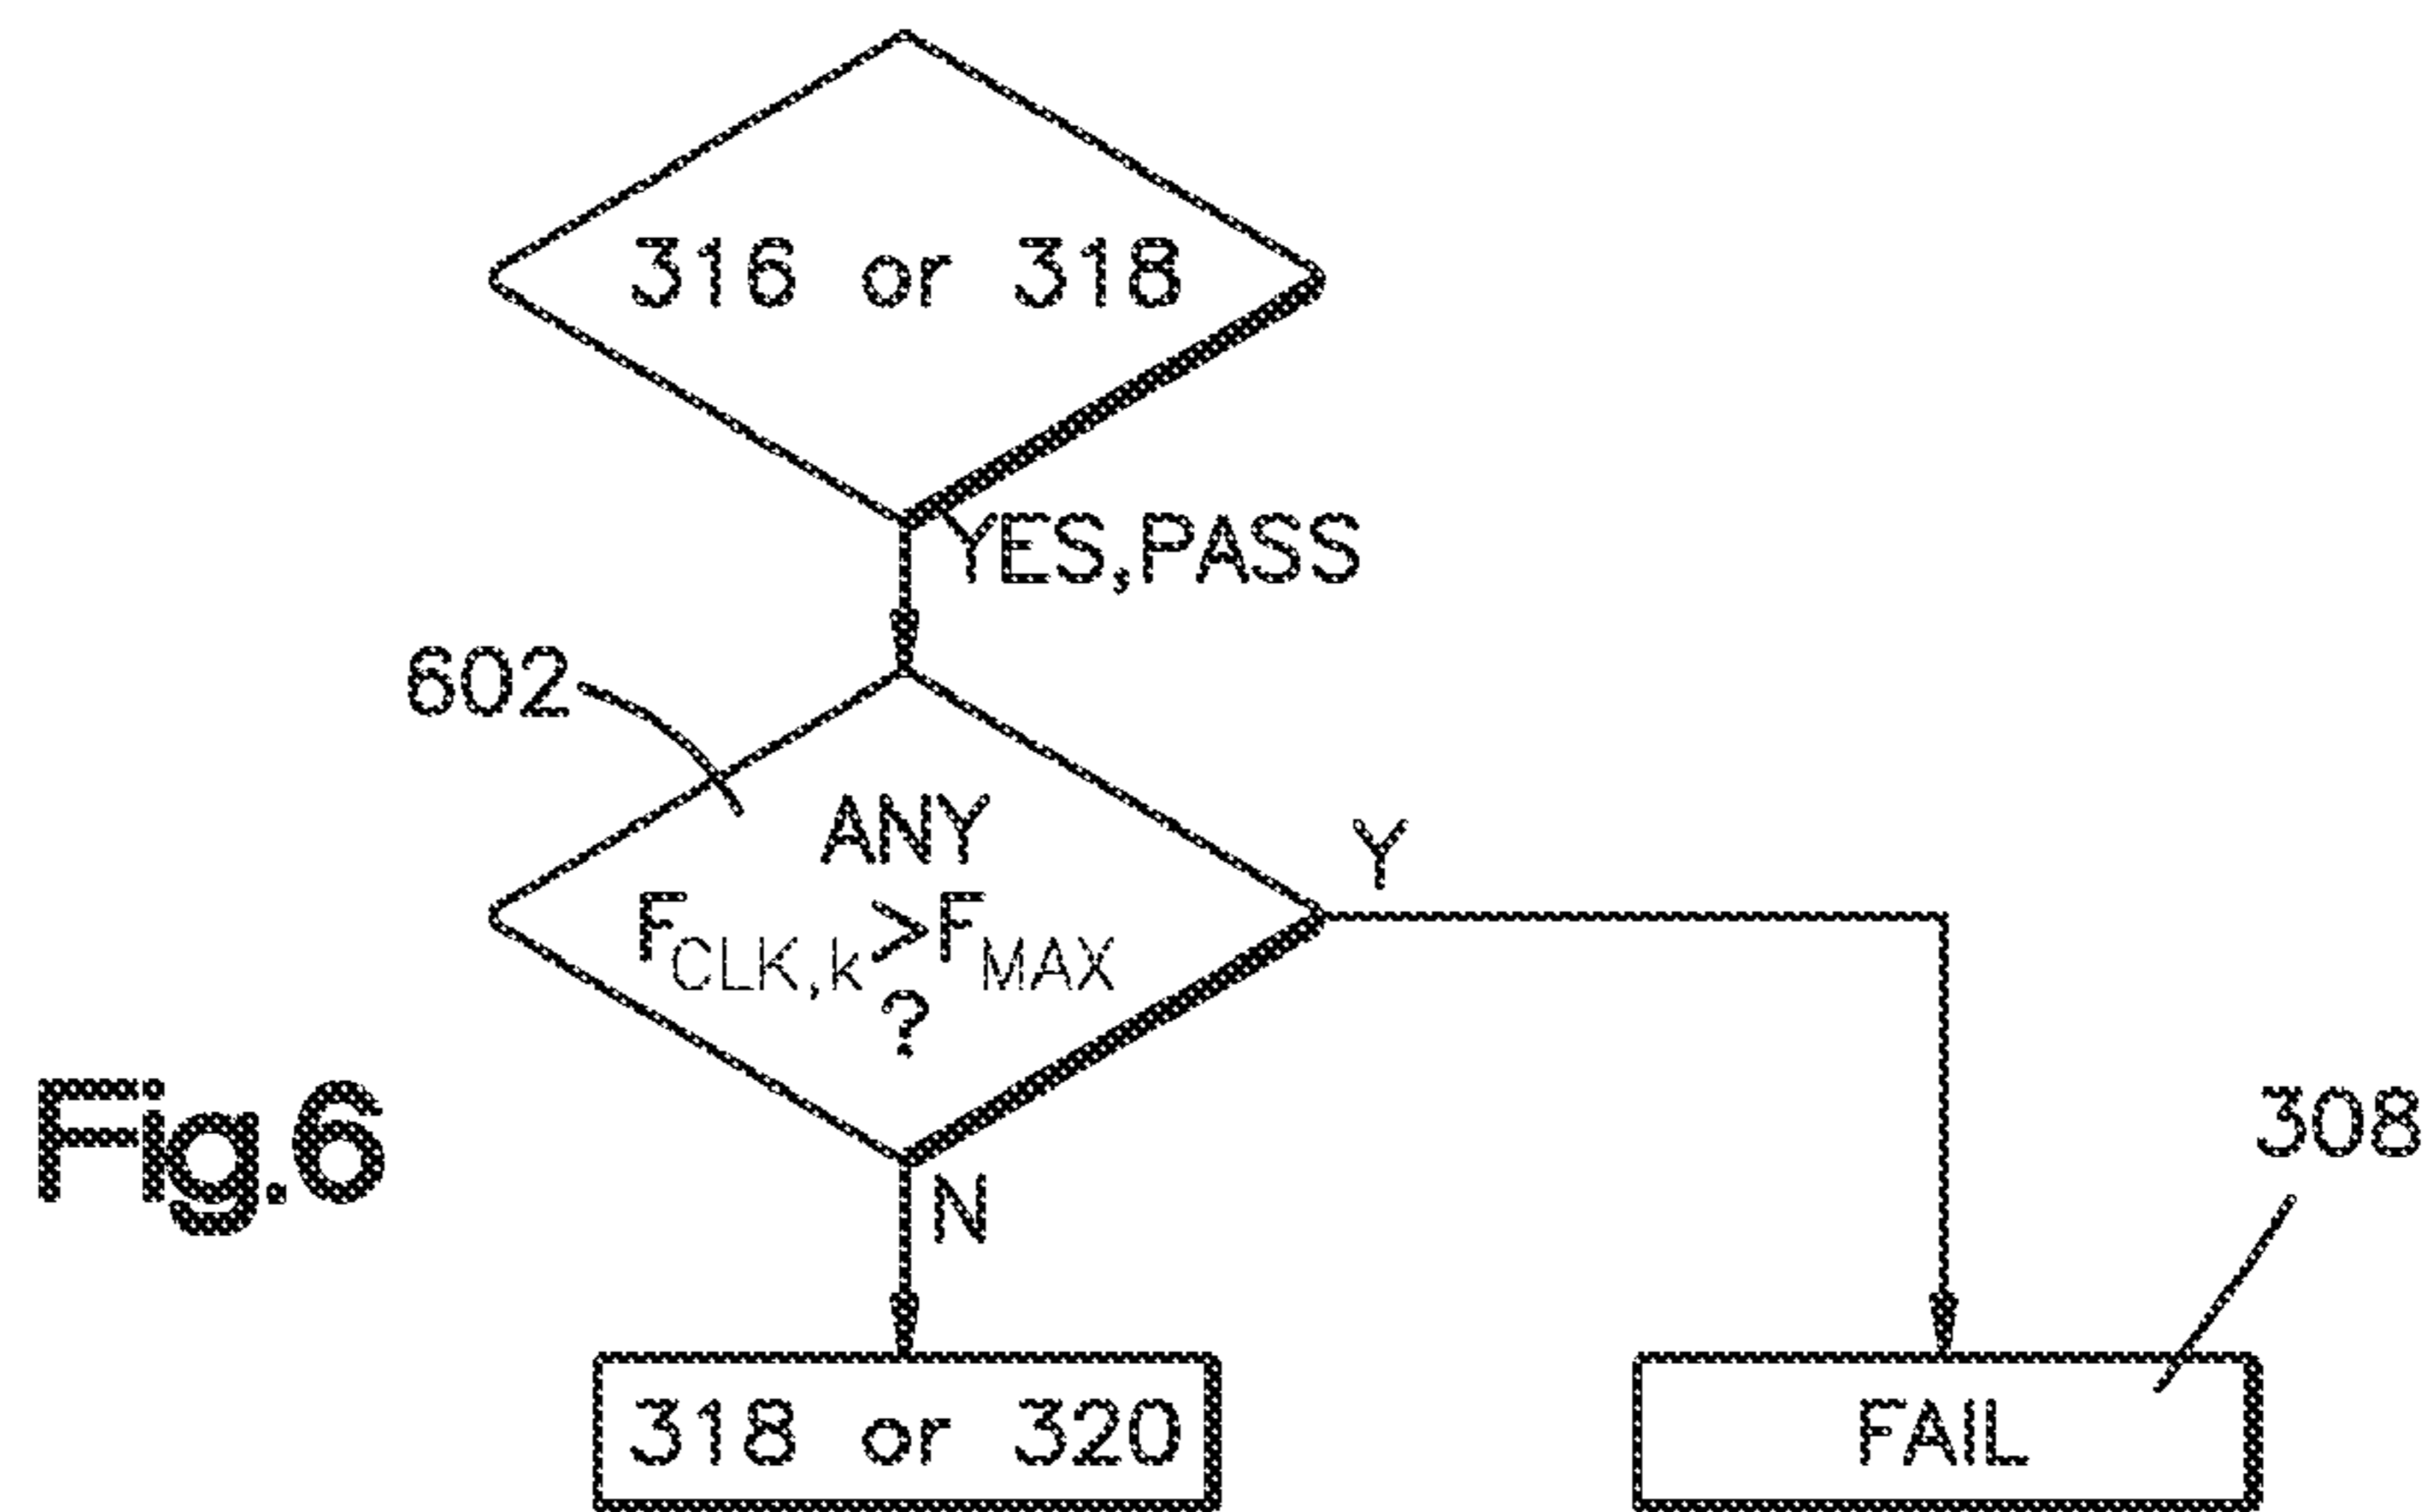 316 or 318
YES,PASS
602
ANY
Y
F_CLK,k>F_MAX
?
Fig.6
308
N
318 or 320
FAIL